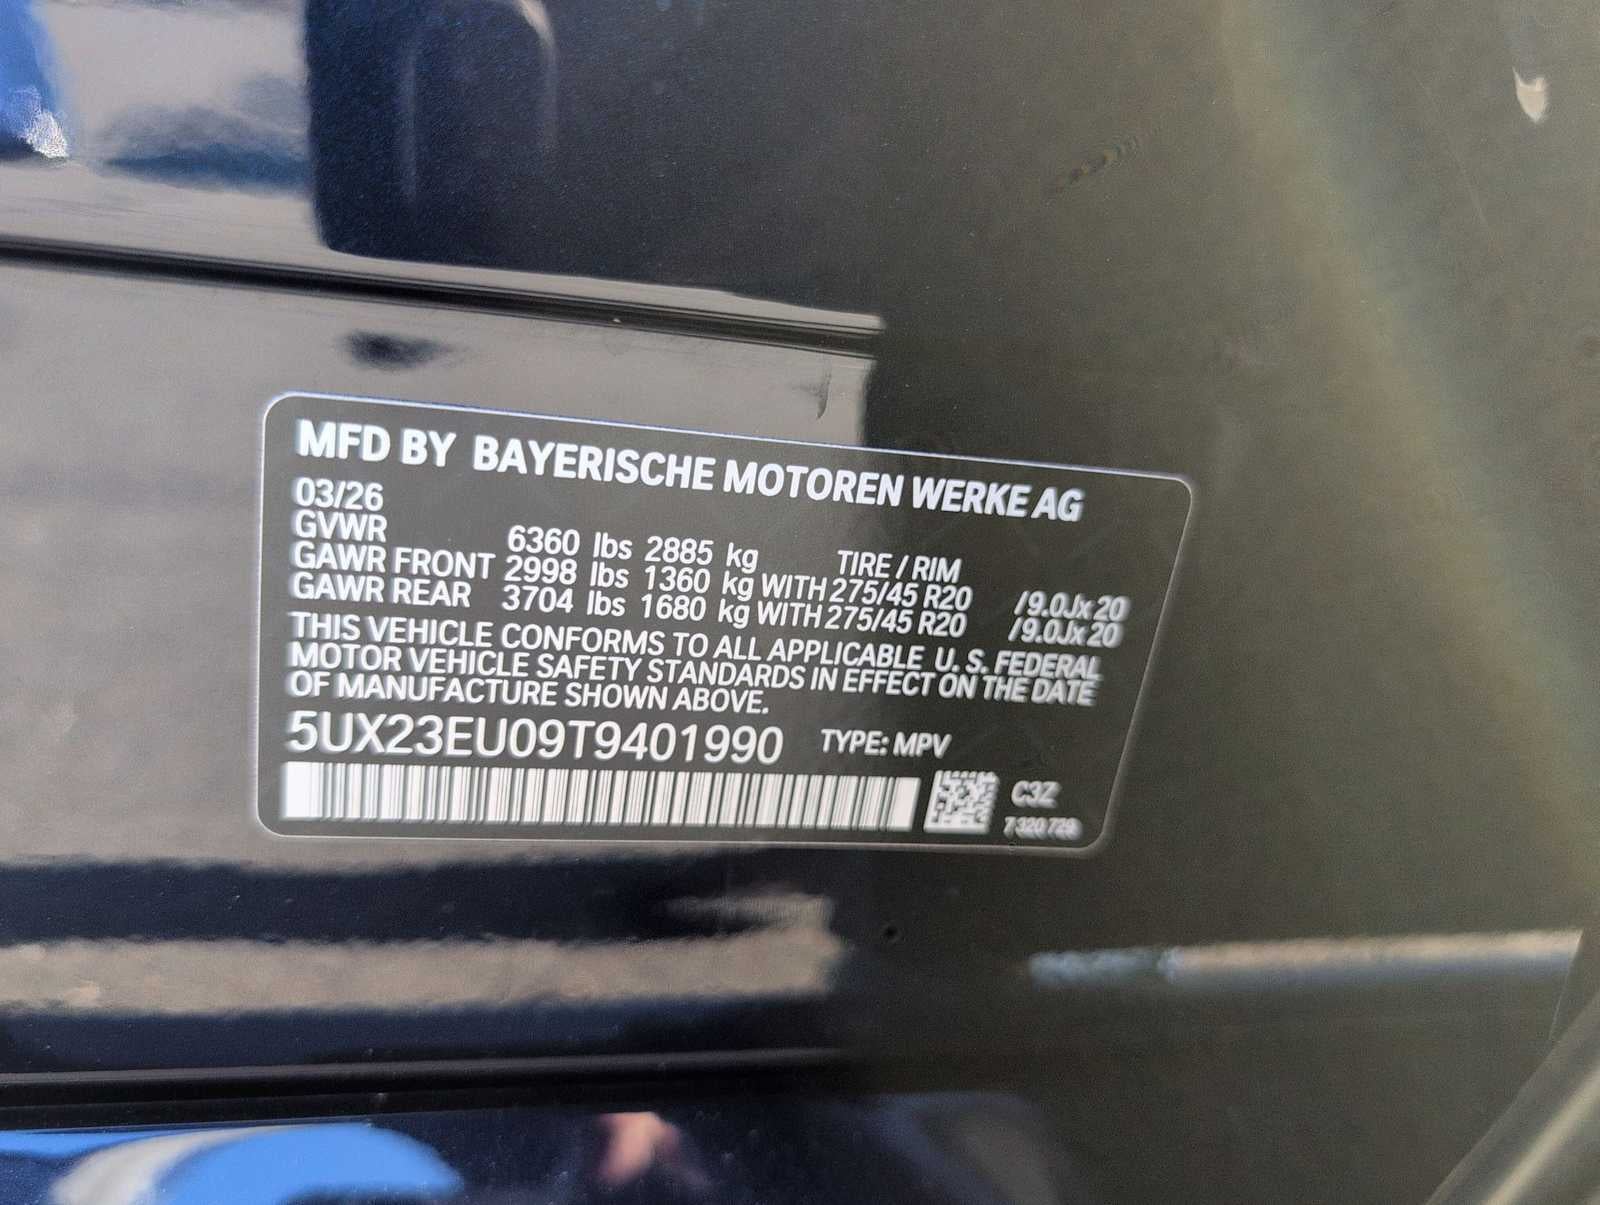 MFD BY BAYERISCHE MOTOREN WERKE AG
03/26
GVWR 6360 lbs 2885 kg TIRE / RIM
GAWR FRONT 2998 lbs 1360 kg WITH 275/45 R20 /9.0Jx20
GAWR REAR 3704 lbs 1680 kg WITH 275/45 R20 /9.0Jx20
THIS VEHICLE CONFORMS TO ALL APPLICABLE U.S. FEDERAL
MOTOR VEHICLE SAFETY STANDARDS IN EFFECT ON THE DATE
OF MANUFACTURE SHOWN ABOVE.
5UX23EU09T9401990 TYPE: MPV
C3Z
7 320 729